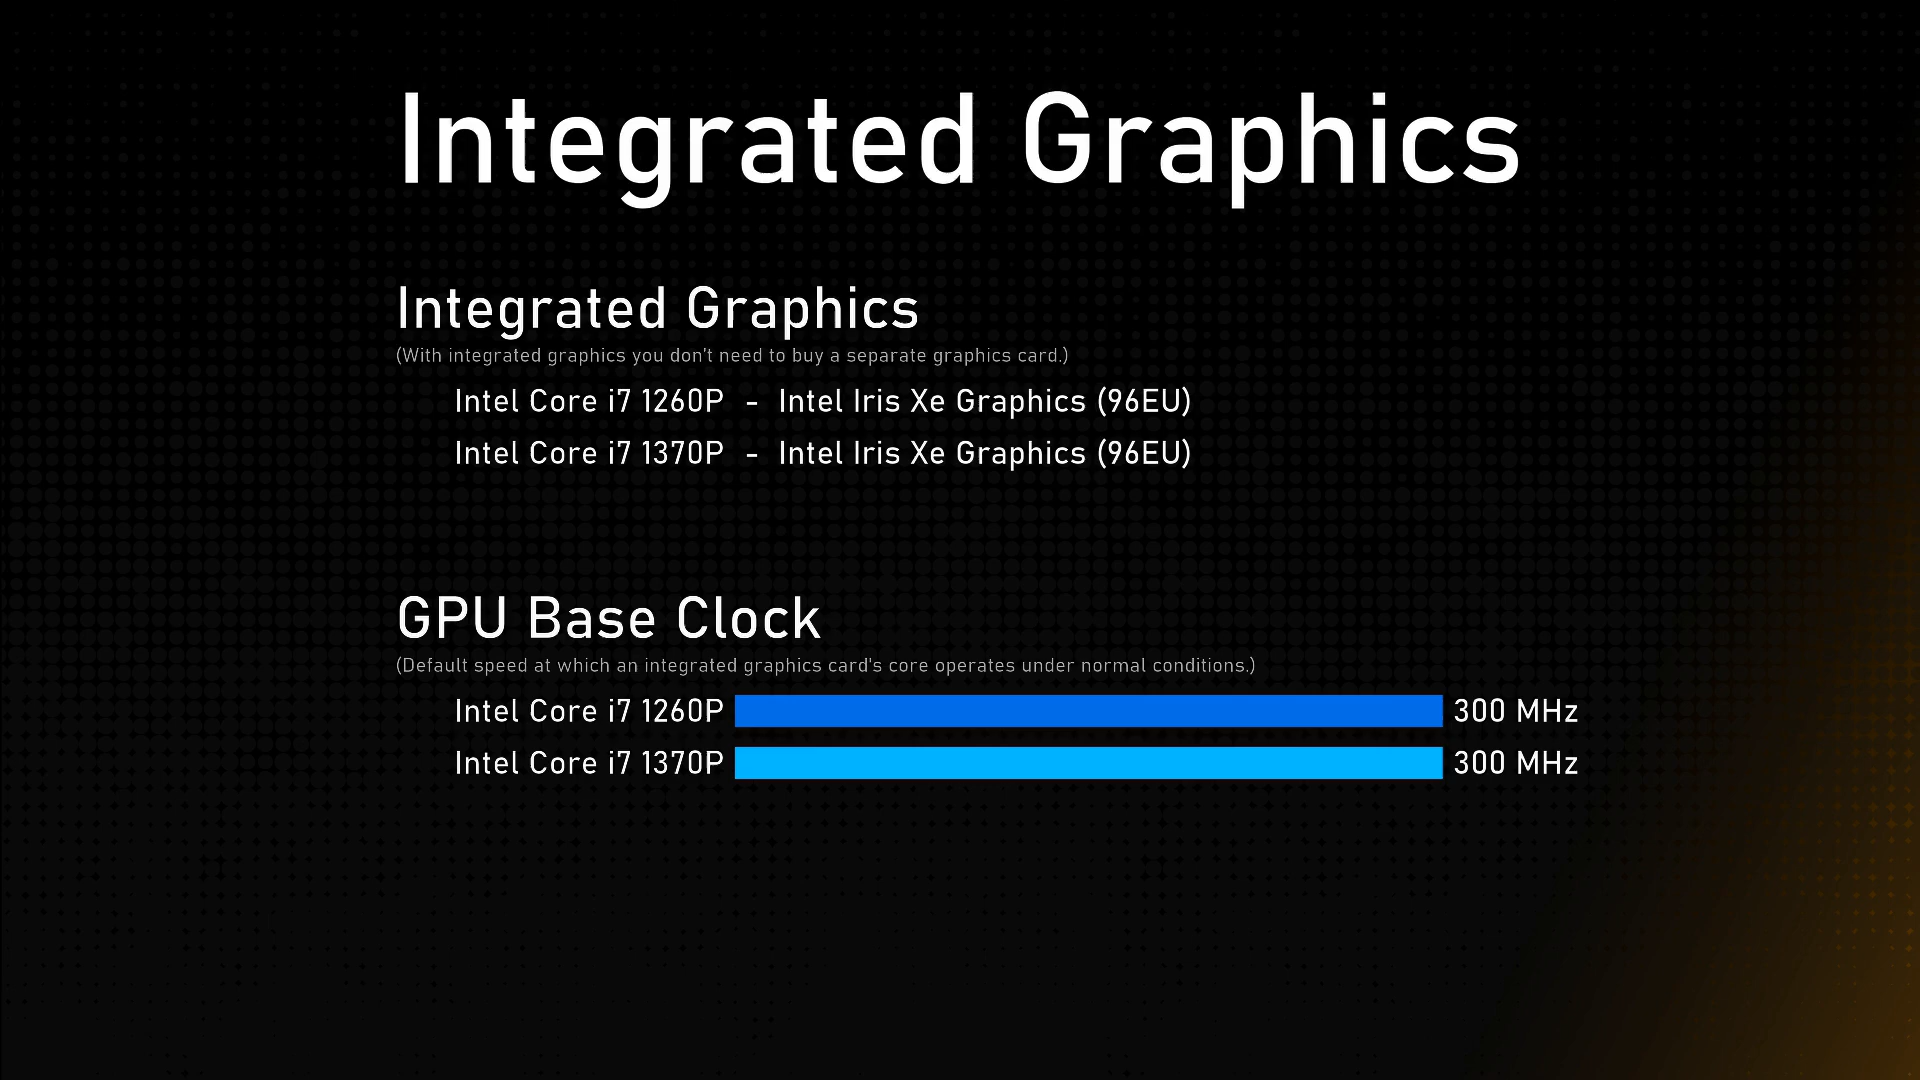 Integrated Graphics
Integrated Graphics
(With integrated graphics you don't need to buy a separate graphics card.)
Intel Core i7 1260P - Intel Iris Xe Graphics (96EU)
Intel Core i7 1370P - Intel Iris Xe Graphics (96EU)
GPU Base Clock
(Default speed at which an integrated graphics card's core operates under normal conditions.)
Intel Core i7 1260P 300 MHz
Intel Core i7 1370P 300 MHz